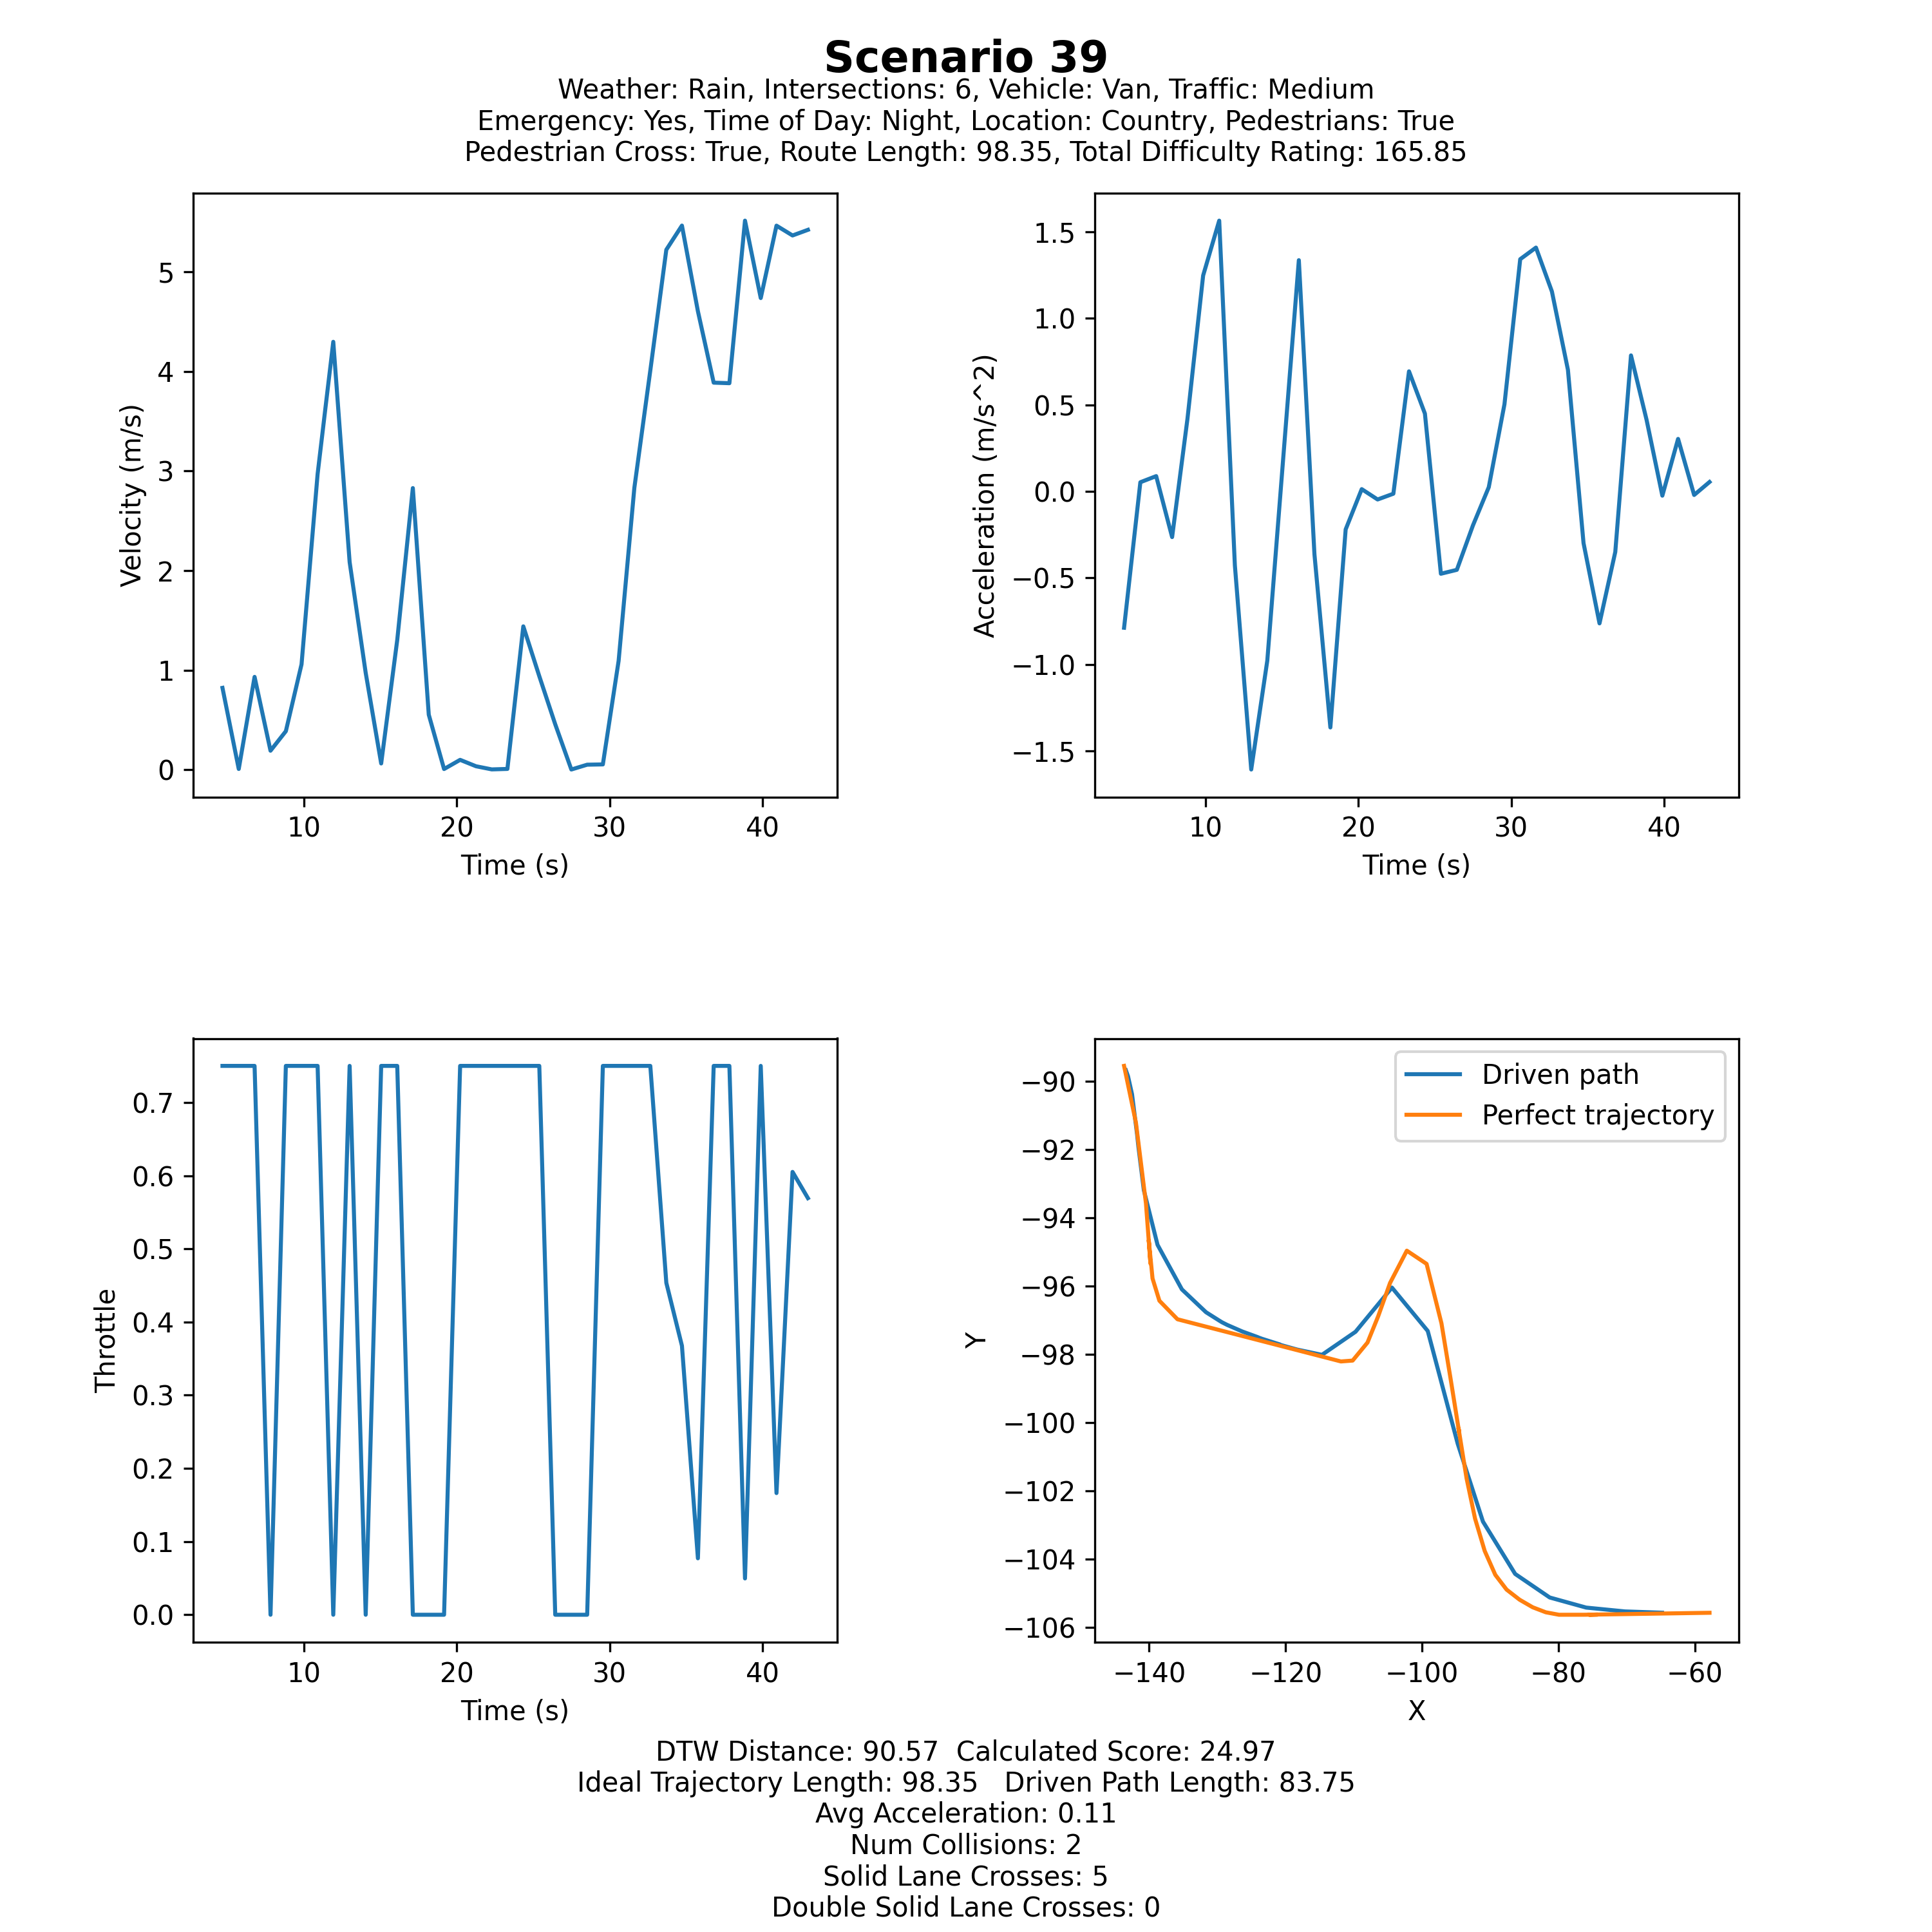 Scenario 39
Weather: Rain, Intersections: 6, Vehicle: Van, Traffic: Medium
Emergency: Yes, Time of Day: Night, Location: Country, Pedestrians: True
Pedestrian Cross: True, Route Length: 98.35, Total Difficulty Rating: 165.85
Velocity (m/s)
5
4
3
2
1
0
10 20 30 40
Time (s)
Acceleration (m/s^2)
1.5
1.0
0.5
0.0
−0.5
−1.0
−1.5
10 20 30 40
Time (s)
Throttle
0.7
0.6
0.5
0.4
0.3
0.2
0.1
0.0
10 20 30 40
Time (s)
Driven path
Perfect trajectory
Y
−90
−92
−94
−96
−98
−100
−102
−104
−106
−140 −120 −100 −80 −60
X
DTW Distance: 90.57 Calculated Score: 24.97
Ideal Trajectory Length: 98.35 Driven Path Length: 83.75
Avg Acceleration: 0.11
Num Collisions: 2
Solid Lane Crosses: 5
Double Solid Lane Crosses: 0